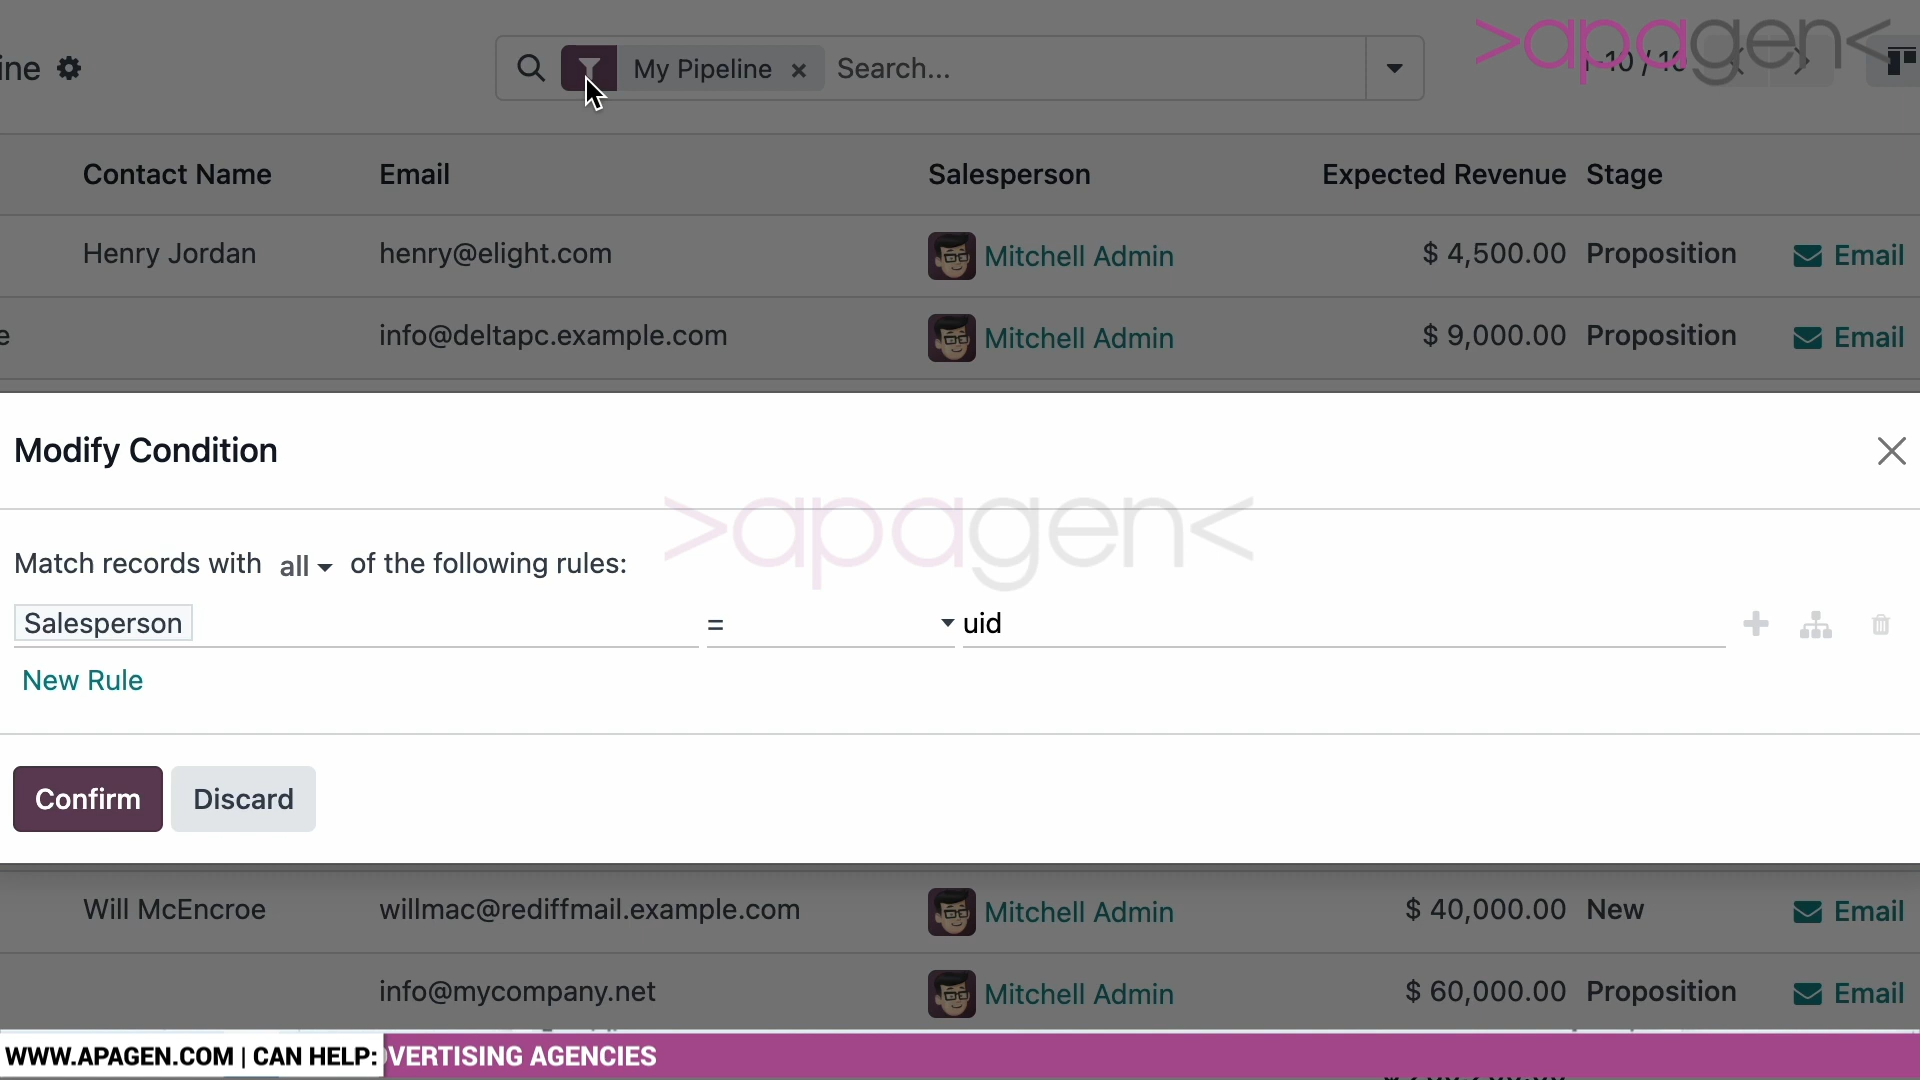 ine
My Pipeline × Search...
>apagen<
Contact Name Email Salesperson Expected Revenue Stage
Henry Jordan henry@elight.com Mitchell Admin $ 4,500.00 Proposition Email
e info@deltapc.example.com Mitchell Admin $ 9,000.00 Proposition Email
Modify Condition
>apagen<
Match records with all of the following rules:
Salesperson = uid
New Rule
Confirm Discard
Will McEncroe willmac@rediffmail.example.com Mitchell Admin $ 40,000.00 New Email
info@mycompany.net Mitchell Admin $ 60,000.00 Proposition Email
WWW.APAGEN.COM | CAN HELP: VERTISING AGENCIES